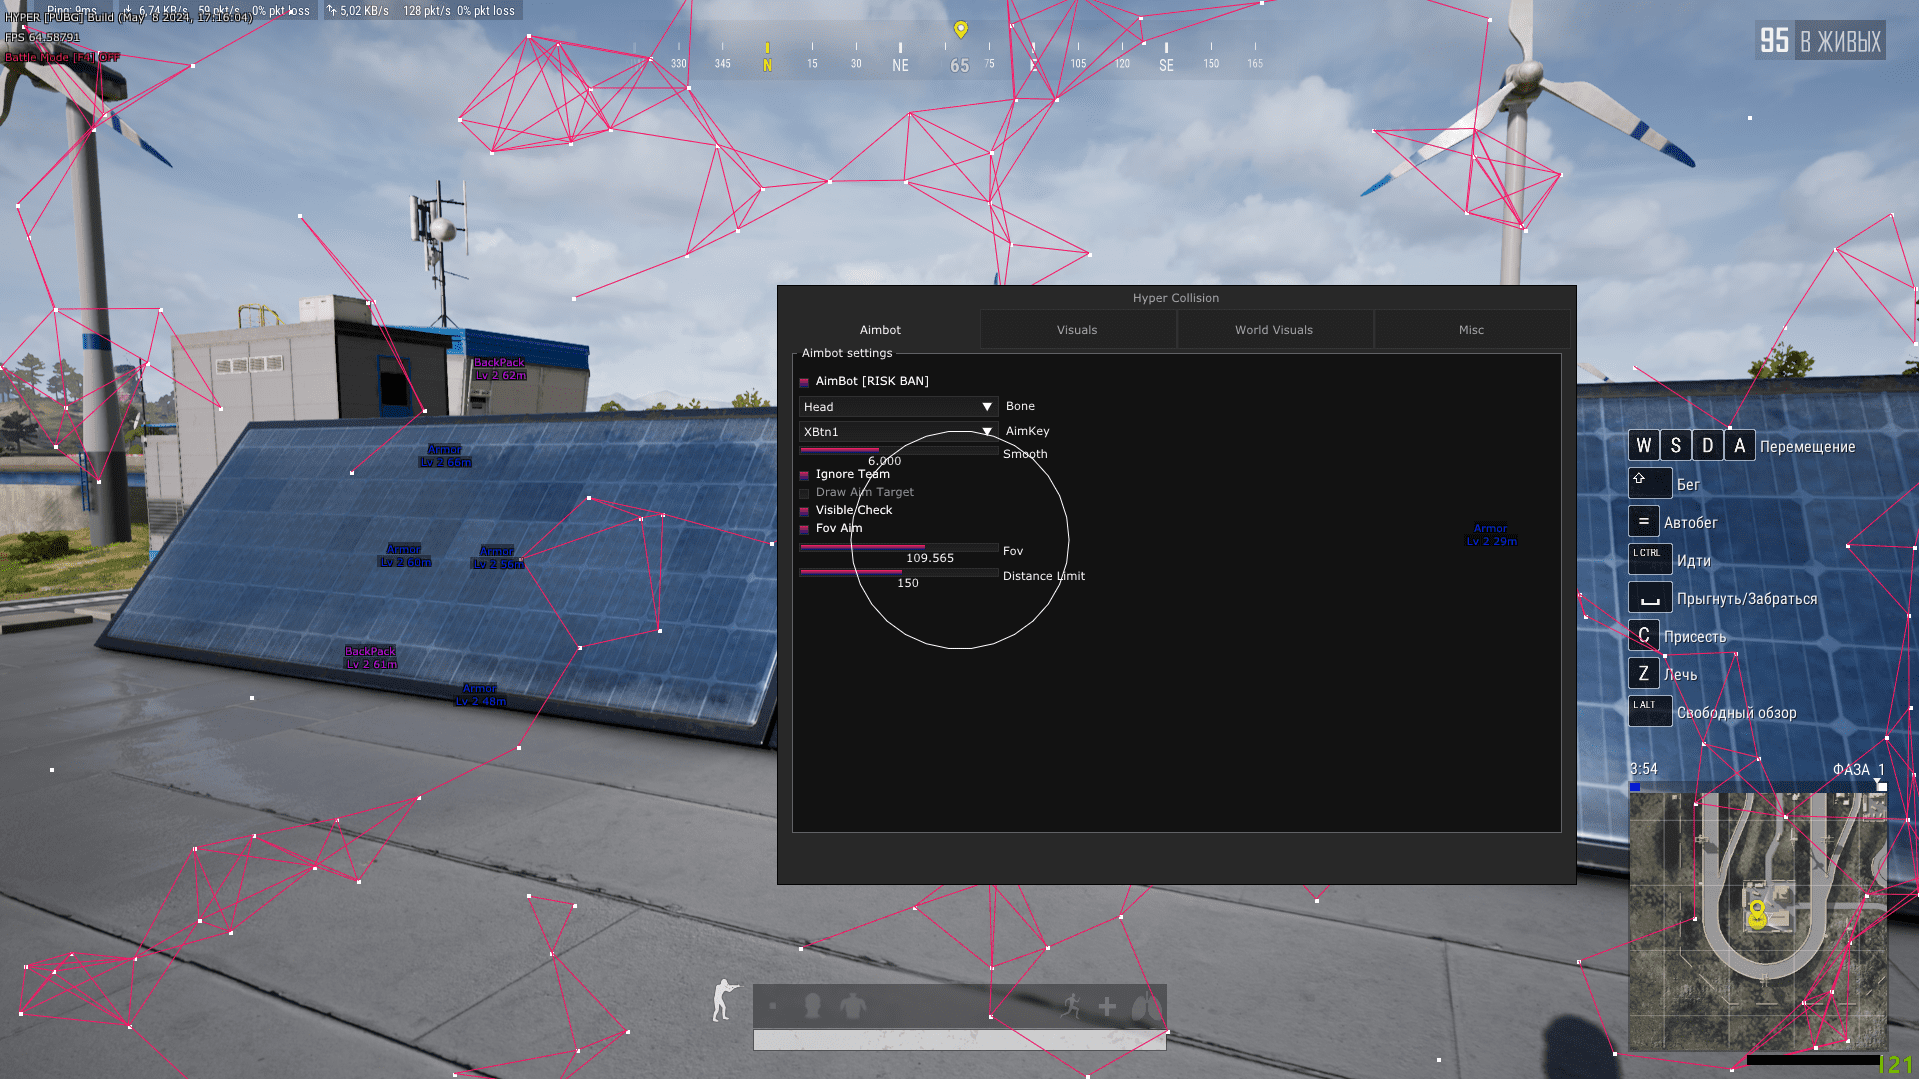 Ping: 9ms ↓ 6,74 KB/s 59 pkt/s 0% pkt loss ↑ 5,02 KB/s 128 pkt/s 0% pkt loss
HYPER [PUBG] Build (May  8 2024, 17:16:04)
FPS 64.58791
Battle Mode [F4] OFF
330 345 N 15 30 NE 65 75 E 105 120 SE 150 165
95 В ЖИВЫХ
Hyper Collision
Aimbot Visuals World Visuals Misc
Aimbot settings
AimBot [RISK BAN]
Head Bone
XBtn1 AimKey
6.000 Smooth
Ignore Team
Draw Aim Target
Visible Check
Fov Aim
109.565 Fov
150 Distance Limit
BackPack
Lv 2 62m
Armor
Lv 2 65m
Armor
Lv 2 60m
Armor
Lv 2 56m
BackPack
Lv 2 61m
Armor
Lv 2 48m
Armor
Lv 2 29m
W S D A Перемещение
Бег
= Автобег
L CTRL Идти
Прыгнуть/Забраться
C Присесть
Z Лечь
L ALT Свободный обзор
3:54 ФАЗА 1
121